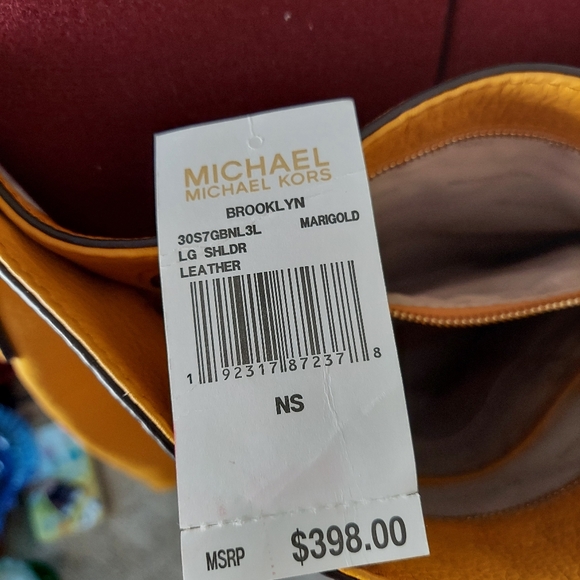 MICHAEL
MICHAEL KORS
BROOKLYN
30S7GBNL3L MARIGOLD
LG SHLDR
LEATHER
1 92317 87237 8
NS
MSRP $398.00